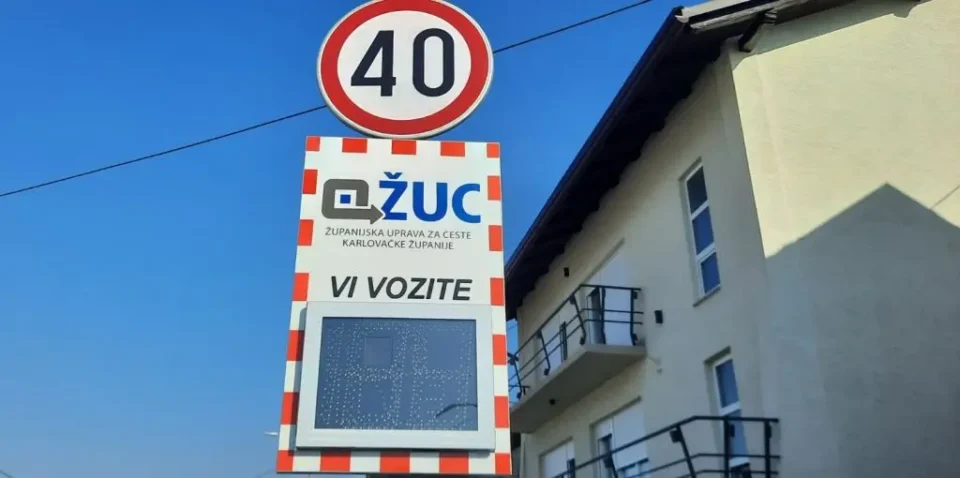 40
ŽUC
ŽUPANIJSKA UPRAVA ZA CESTE
KARLOVAČKE ŽUPANIJE
VI VOZITE